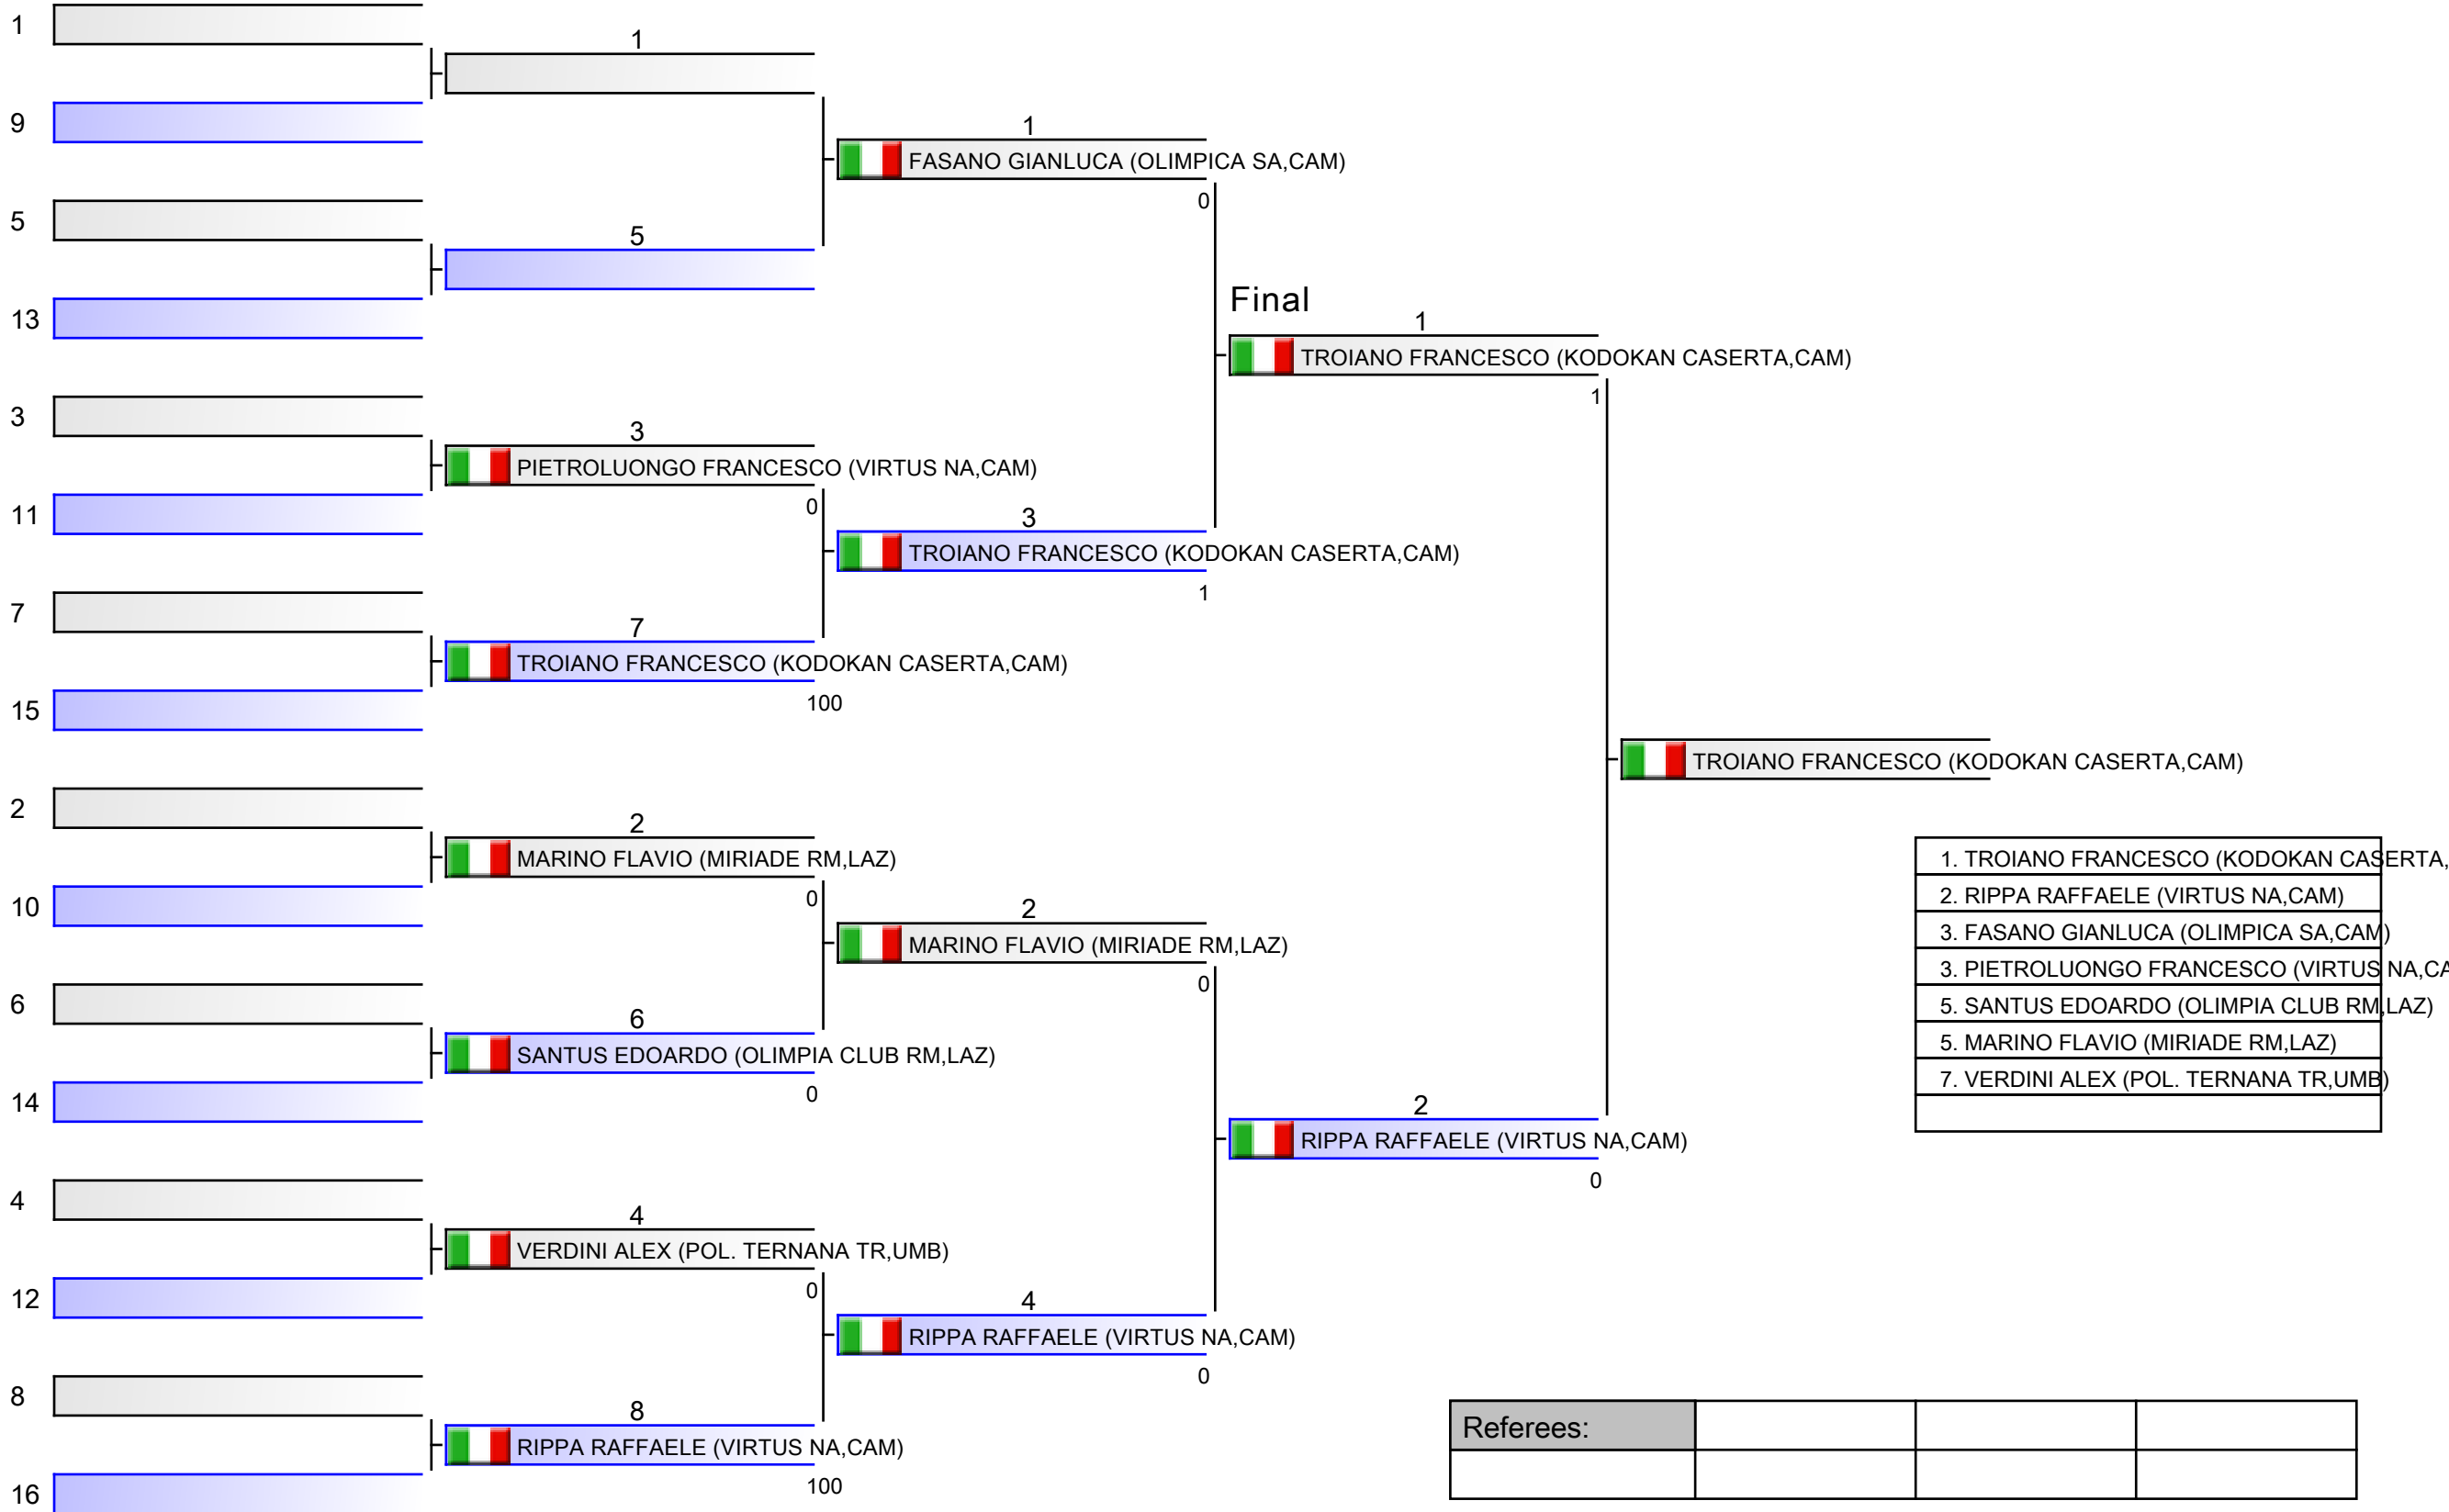 1
1
9
1
FASANO GIANLUCA (OLIMPICA SA,CAM)
0
5
5
13
Final
1
TROIANO FRANCESCO (KODOKAN CASERTA,CAM)
1
3
3
PIETROLUONGO FRANCESCO (VIRTUS NA,CAM)
0
11
3
TROIANO FRANCESCO (KODOKAN CASERTA,CAM)
1
7
7
TROIANO FRANCESCO (KODOKAN CASERTA,CAM)
100
15
TROIANO FRANCESCO (KODOKAN CASERTA,CAM)
2
2
MARINO FLAVIO (MIRIADE RM,LAZ)
0
10
2
MARINO FLAVIO (MIRIADE RM,LAZ)
0
6
6
SANTUS EDOARDO (OLIMPIA CLUB RM,LAZ)
0
14
1. TROIANO FRANCESCO (KODOKAN CASERTA,
2. RIPPA RAFFAELE (VIRTUS NA,CAM)
3. FASANO GIANLUCA (OLIMPICA SA,CAM)
3. PIETROLUONGO FRANCESCO (VIRTUS NA,CA
5. SANTUS EDOARDO (OLIMPIA CLUB RM,LAZ)
5. MARINO FLAVIO (MIRIADE RM,LAZ)
7. VERDINI ALEX (POL. TERNANA TR,UMB)
2
RIPPA RAFFAELE (VIRTUS NA,CAM)
0
4
4
VERDINI ALEX (POL. TERNANA TR,UMB)
0
12
4
RIPPA RAFFAELE (VIRTUS NA,CAM)
0
8
8
RIPPA RAFFAELE (VIRTUS NA,CAM)
100
16
Referees: